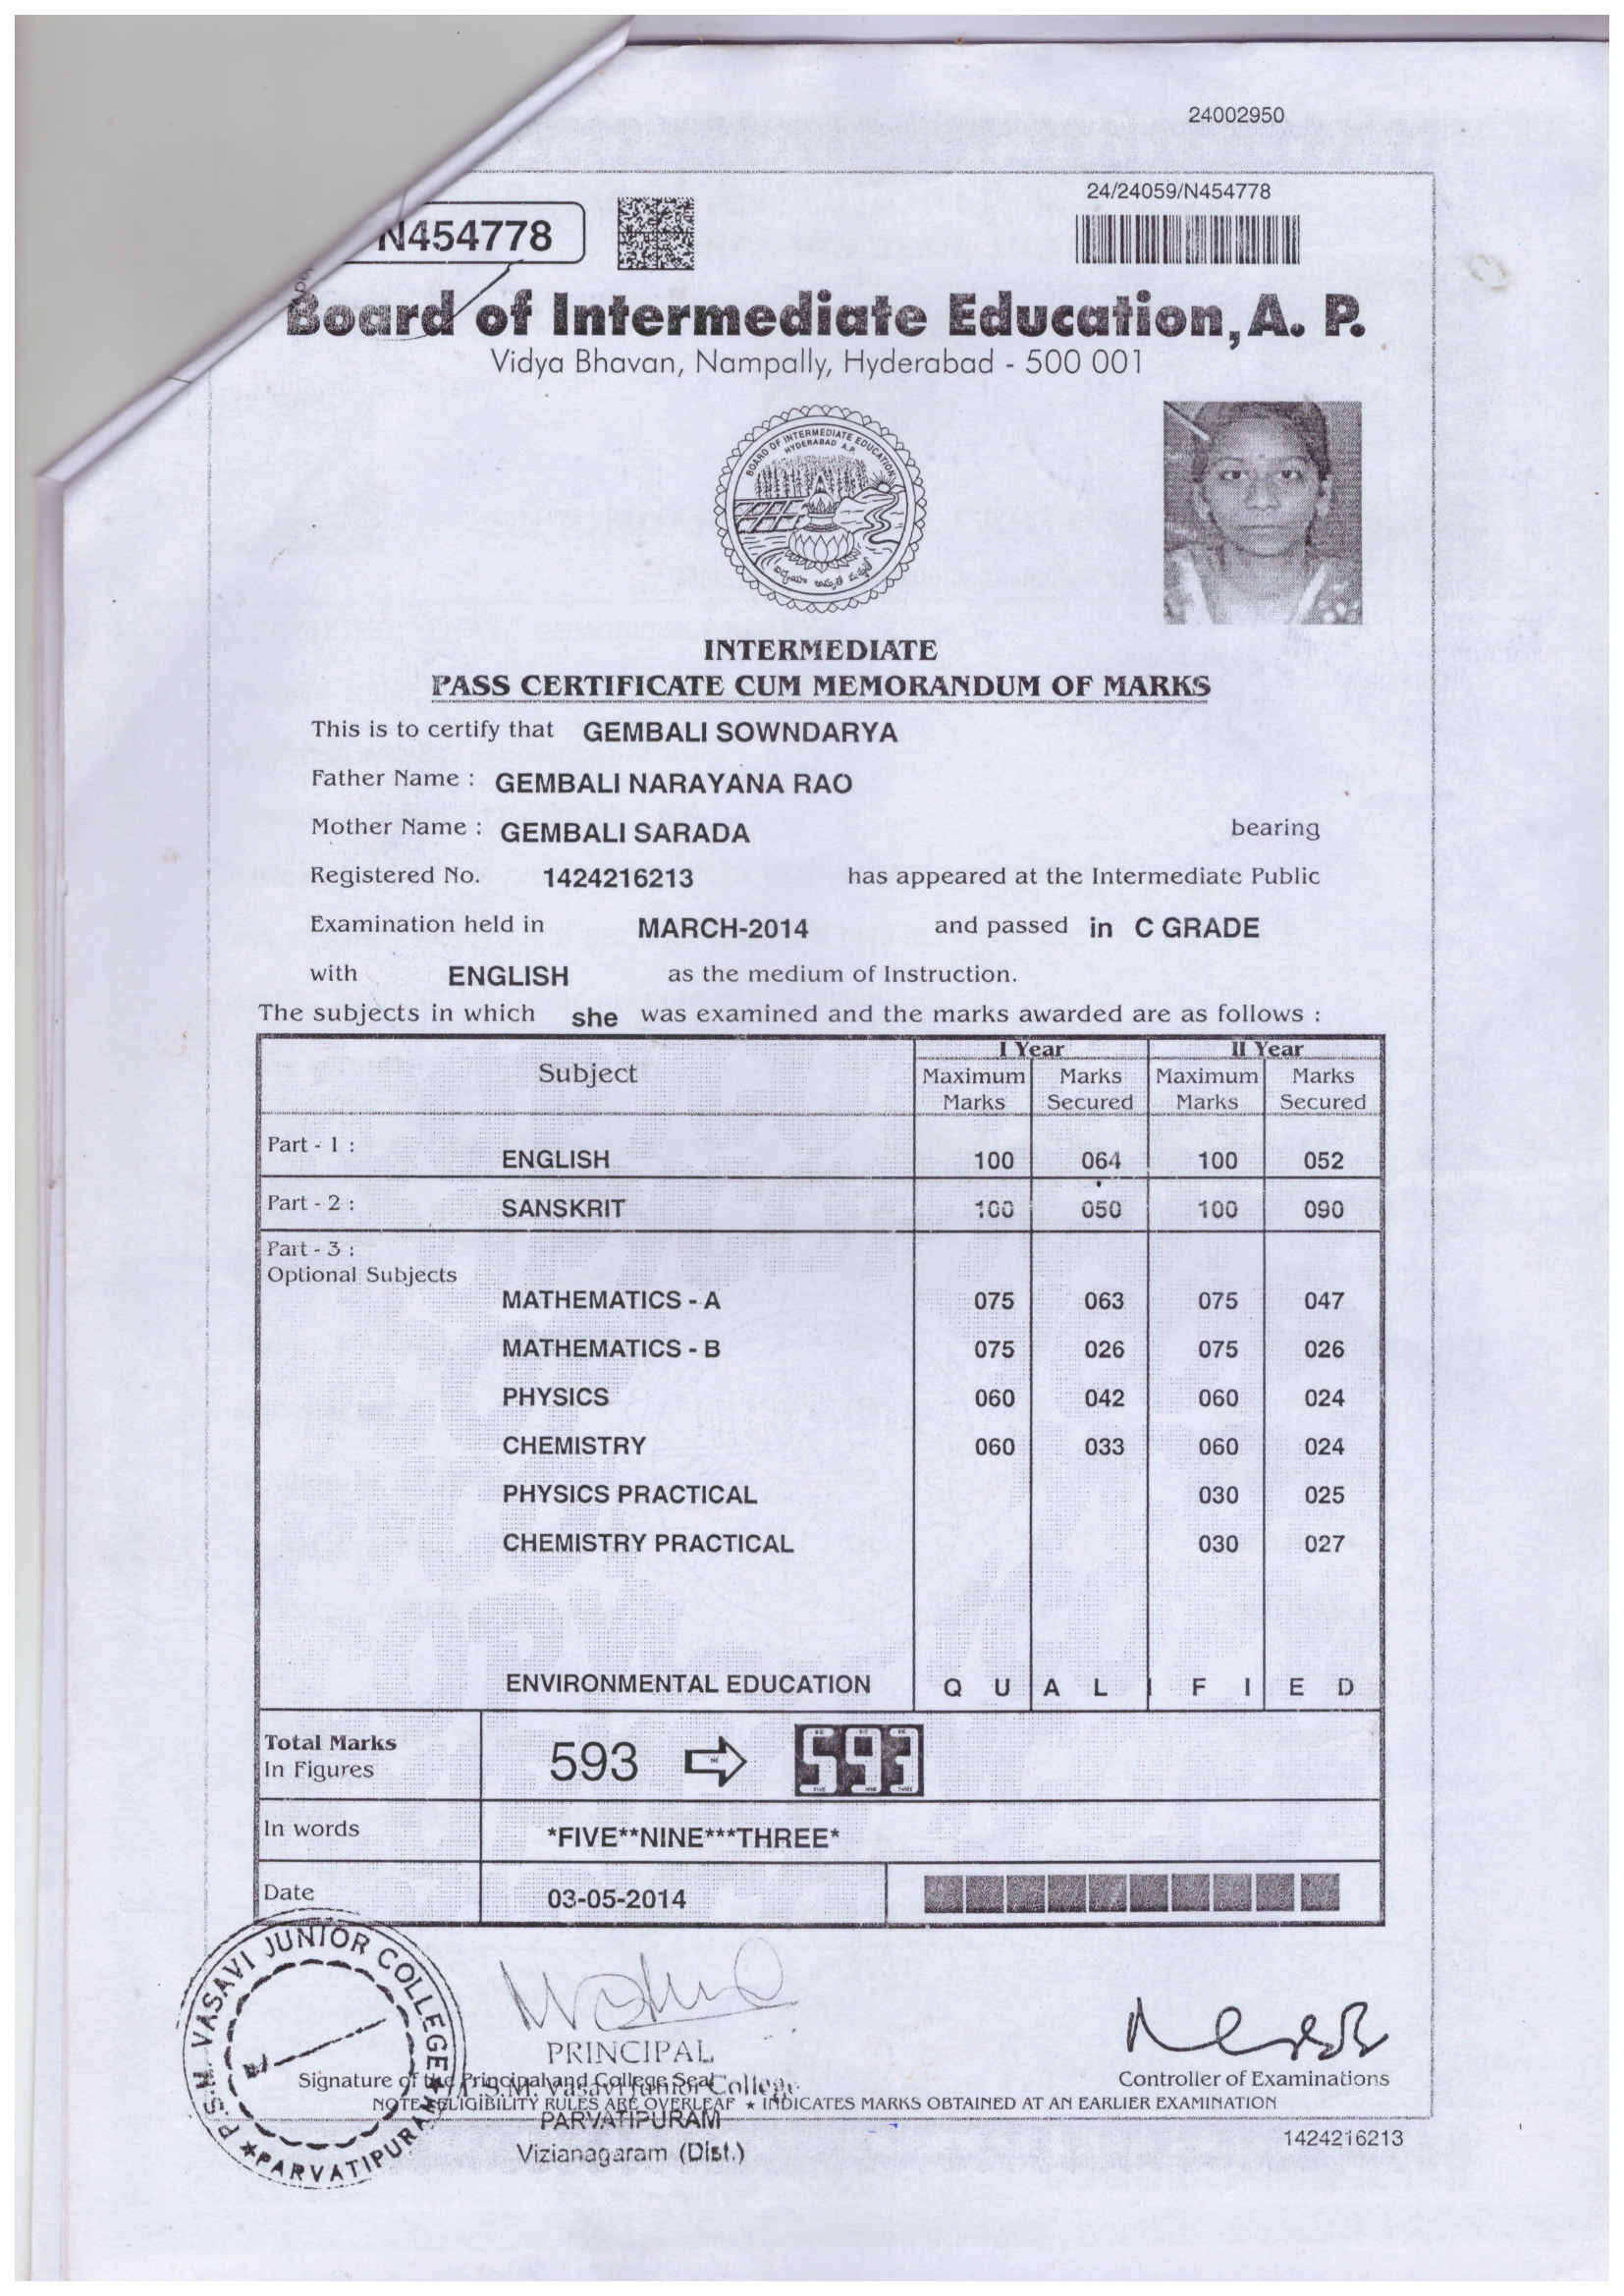 24002950
24/24059/N454778
N454778
Board of Intermediate Education, A. P.
Vidya Bhavan, Nampally, Hyderabad - 500 001
BOARD OF INTERMEDIATE EDUCATION
HYDERABAD A.P.
INTERMEDIATE
PASS CERTIFICATE CUM MEMORANDUM OF MARKS
This is to certify that GEMBALI SOWNDARYA
Father Name : GEMBALI NARAYANA RAO
Mother Name : GEMBALI SARADA bearing
Registered No. 1424216213 has appeared at the Intermediate Public
Examination held in MARCH-2014 and passed in C GRADE
with ENGLISH as the medium of Instruction.
The subjects in which she was examined and the marks awarded are as follows :
Subject I Year II Year
Maximum Marks Maximum Marks
Marks Secured Marks Secured
Part - 1 :
ENGLISH 100 064 100 052
Part - 2 :
SANSKRIT 100 050 100 090
Part - 3 :
Optional Subjects
MATHEMATICS - A 075 063 075 047
MATHEMATICS - B 075 026 075 026
PHYSICS 060 042 060 024
CHEMISTRY 060 033 060 024
PHYSICS PRACTICAL 030 025
CHEMISTRY PRACTICAL 030 027
ENVIRONMENTAL EDUCATION Q U A L I F I E D
Total Marks
In Figures 593 593
FIVE NINE THREE
In words *FIVE**NINE***THREE*
Date 03-05-2014
P.S.M. VASAVI JUNIOR COLLEGE ★ PARVATIPURAM ★
PRINCIPAL
Signature of the Principal and College Seal
S.M. Vasavi Junior College
Controller of Examinations
NOTE ELIGIBILITY RULES ARE OVERLEAF ★ INDICATES MARKS OBTAINED AT AN EARLIER EXAMINATION
PARVATIPURAM
Vizianagaram (Dist.)
1424216213